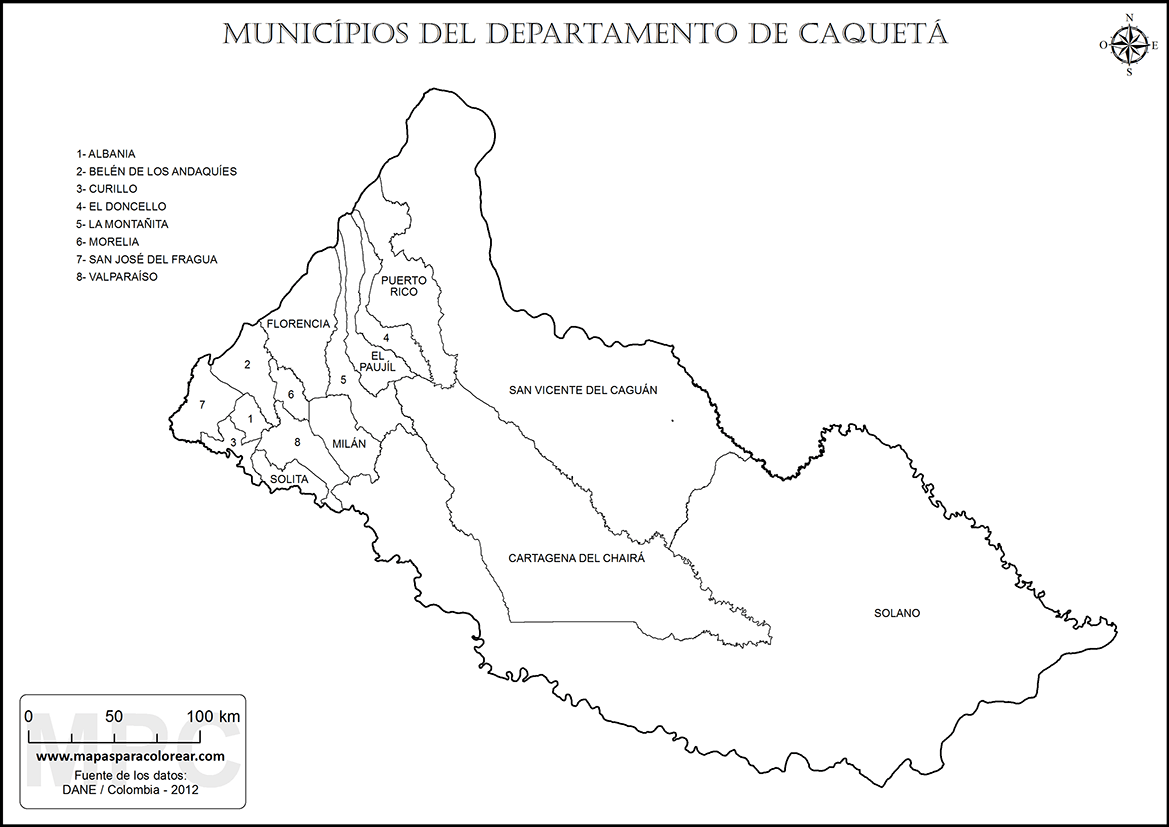 MUNICÍPIOS DEL DEPARTAMENTO DE CAQUETÁ
N
O
E
S
1- ALBANIA
2- BELÉN DE LOS ANDAQUÍES
3- CURILLO
4- EL DONCELLO
5- LA MONTAÑITA
6- MORELIA
7- SAN JOSÉ DEL FRAGUA
8- VALPARAÍSO
PUERTO
RICO
FLORENCIA
4
EL
PAUJÍL
2
5
SAN VICENTE DEL CAGUÁN
6
7
1
3
8
MILÁN
SOLITA
CARTAGENA DEL CHAIRÁ
SOLANO
0 50 100 km
MPC
www.mapasparacolorear.com
Fuente de los datos:
DANE / Colombia - 2012